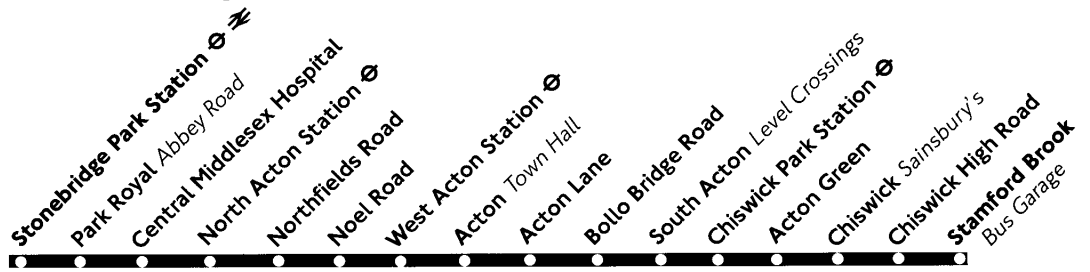 Stonebridge Park Station
Park Royal Abbey Road
Central Middlesex Hospital
North Acton Station
Northfields Road
Noel Road
West Acton Station
Acton Town Hall
Acton Lane
Bollo Bridge Road
South Acton Level Crossings
Chiswick Park Station
Acton Green
Chiswick Sainsbury's
Chiswick High Road
Stamford Brook
Bus Garage